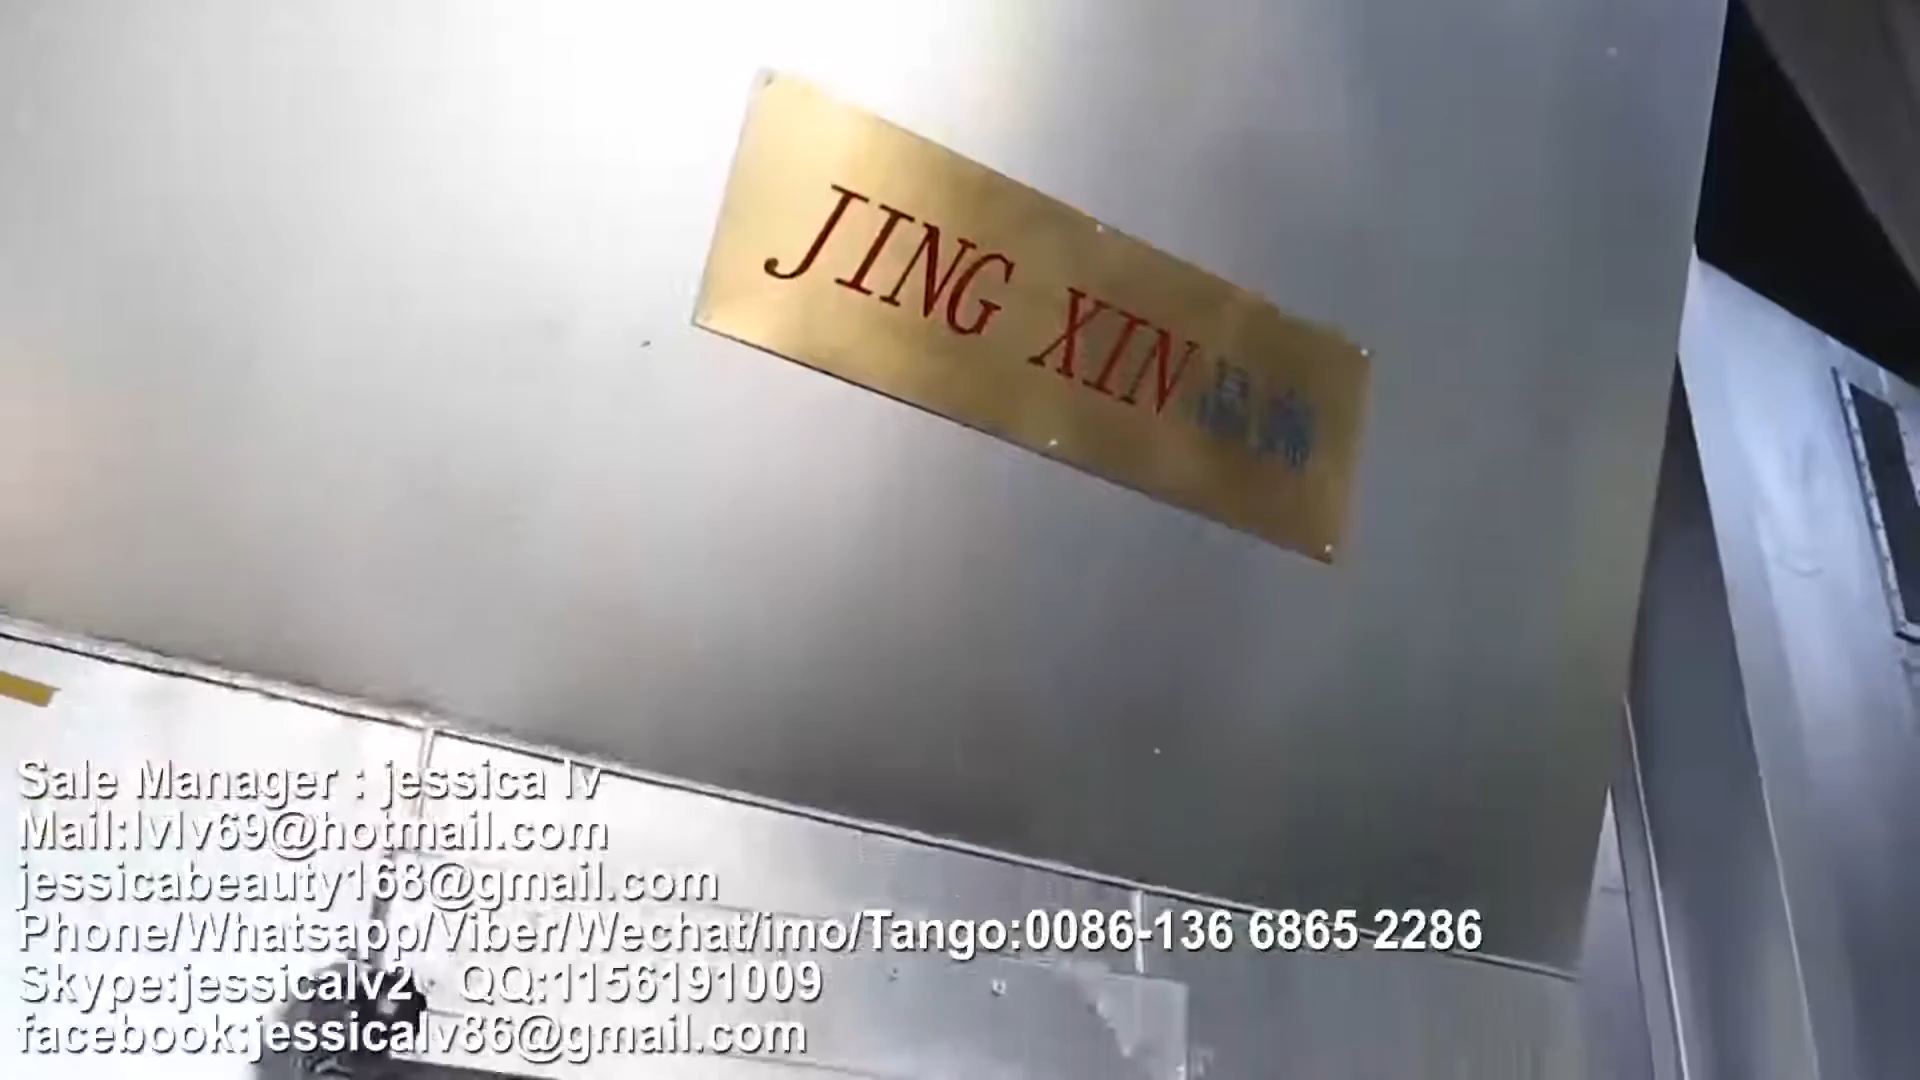 JING XIN
Sale Manager : jessica lv
Mail:lvlv69@hotmail.com
jessicabeauty168@gmail.com
Phone/Whatsapp/Viber/Wechat/imo/Tango:0086-136 6865 2286
Skype:jessicalv2 QQ:1156191009
facebook:jessicalv86@gmail.com